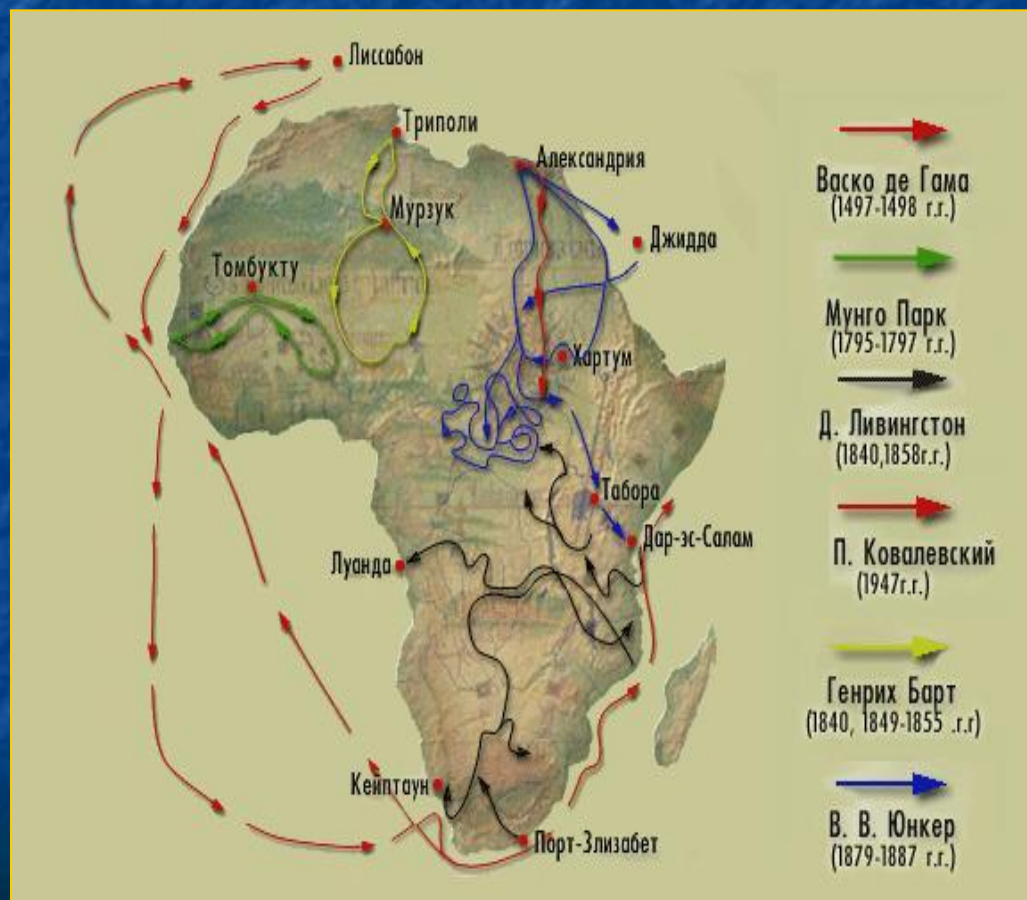 Лиссабон
Триполи
Александрия
Мурзук
Джидда
Томбукту
Хартум
Табора
Дар-эс-Салам
Луанда
Кейптаун
Порт-Злизабет
Васко де Гама
(1497-1498 г.г.)
Мунго Парк
(1795-1797 г.г.)
Д. Ливингстон
(1840,1858г.г.)
П. Ковалевский
(1947г.г.)
Генрих Барт
(1840, 1849-1855 .г.г)
В. В. Юнкер
(1879-1887 г.г.)